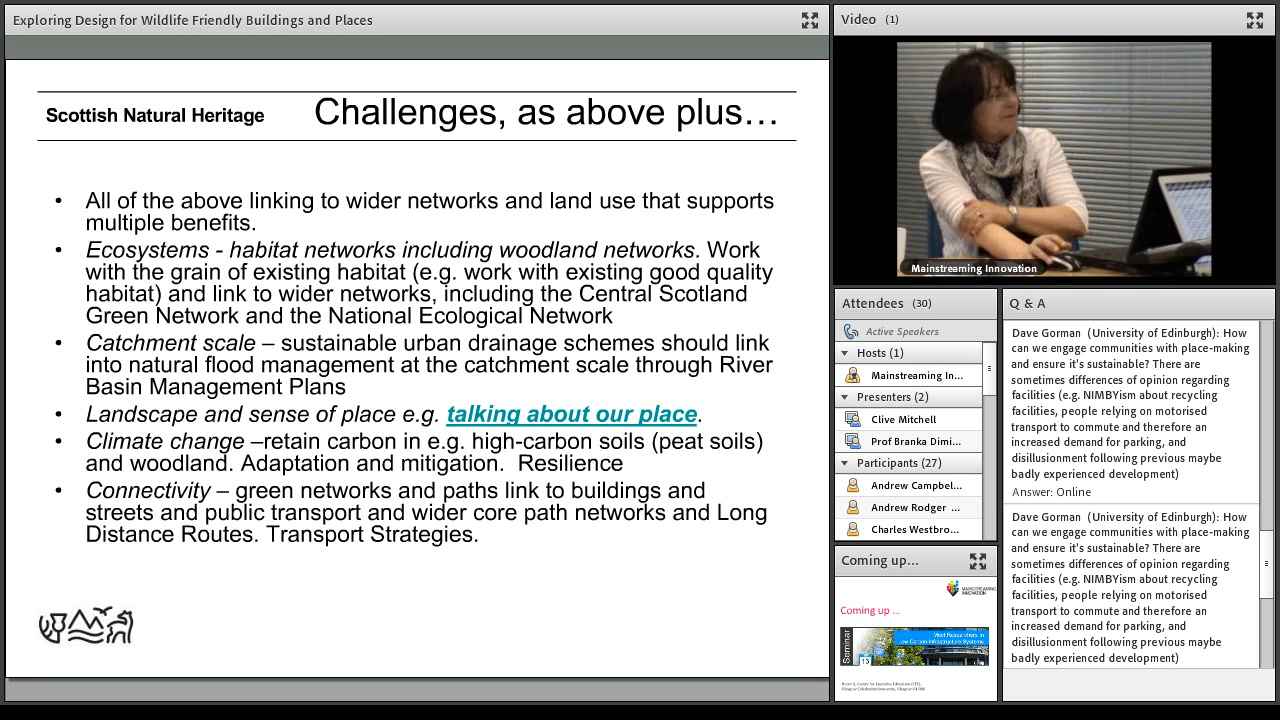 Exploring Design for Wildlife Friendly Buildings and Places
Scottish Natural Heritage
Challenges, as above plus…
• All of the above linking to wider networks and land use that supports
multiple benefits.
• Ecosystems - habitat networks including woodland networks. Work
with the grain of existing habitat (e.g. work with existing good quality
habitat) and link to wider networks, including the Central Scotland
Green Network and the National Ecological Network
• Catchment scale – sustainable urban drainage schemes should link
into natural flood management at the catchment scale through River
Basin Management Plans
• Landscape and sense of place e.g. talking about our place.
• Climate change –retain carbon in e.g. high-carbon soils (peat soils)
and woodland. Adaptation and mitigation. Resilience
• Connectivity – green networks and paths link to buildings and
streets and public transport and wider core path networks and Long
Distance Routes. Transport Strategies.
Video (1)
Mainstreaming Innovation
Attendees (30)
Active Speakers
Hosts (1)
Mainstreaming In...
Presenters (2)
Clive Mitchell
Prof Branka Dimi...
Participants (27)
Andrew Campbel...
Andrew Rodger ...
Charles Westbro...
Coming up...
MAINSTREAMING
INNOVATION
Coming up ...
Seminar
13
Meet Researchers in
Low Carbon Infrastructure Systems
Q & A
Dave Gorman (University of Edinburgh): How
can we engage communities with place-making
and ensure it's sustainable? There are
sometimes differences of opinion regarding
facilities (e.g. NIMBYism about recycling
facilities, people relying on motorised
transport to commute and therefore an
increased demand for parking, and
disillusionment following previous maybe
badly experienced development)
Answer: Online
Dave Gorman (University of Edinburgh): How
can we engage communities with place-making
and ensure it's sustainable? There are
sometimes differences of opinion regarding
facilities (e.g. NIMBYism about recycling
facilities, people relying on motorised
transport to commute and therefore an
increased demand for parking, and
disillusionment following previous maybe
badly experienced development)